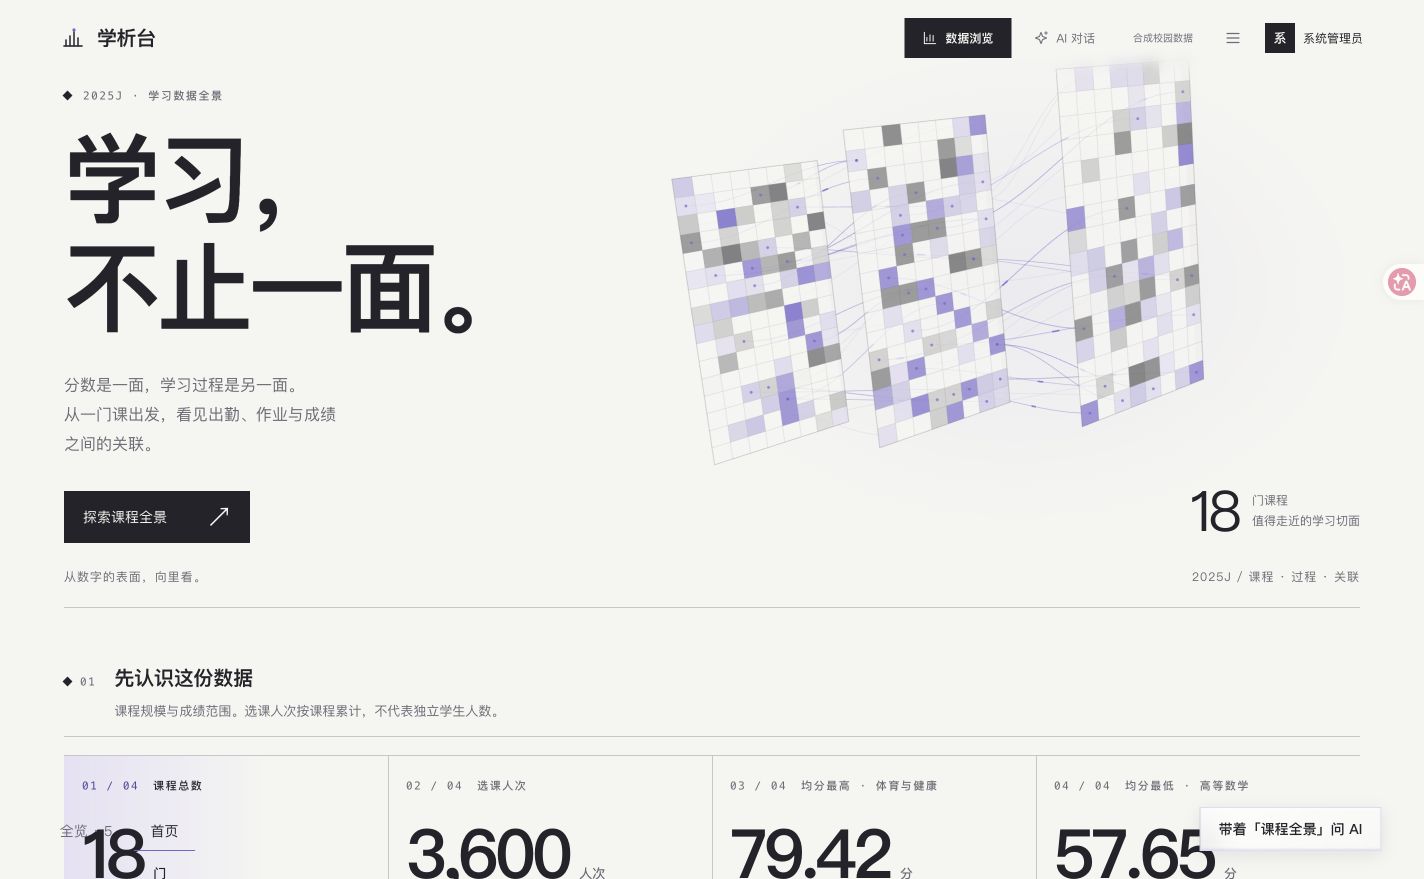 学析台
数据浏览
AI 对话
合成校园数据
系
系统管理员
2025J · 学习数据全景
学习，
不止一面。
分数是一面，学习过程是另一面。
从一门课出发，看见出勤、作业与成绩
之间的关联。
探索课程全景
18
门课程
值得走近的学习切面
从数字的表面，向里看。
2025J / 课程 · 过程 · 关联
01 先认识这份数据
课程规模与成绩范围。选课人次按课程累计，不代表独立学生人数。
01 / 04 课程总数
18 门
02 / 04 选课人次
3,600 人次
03 / 04 均分最高 · 体育与健康
79.42 分
04 / 04 均分最低 · 高等数学
57.65 分
首页
带着「课程全景」问 AI